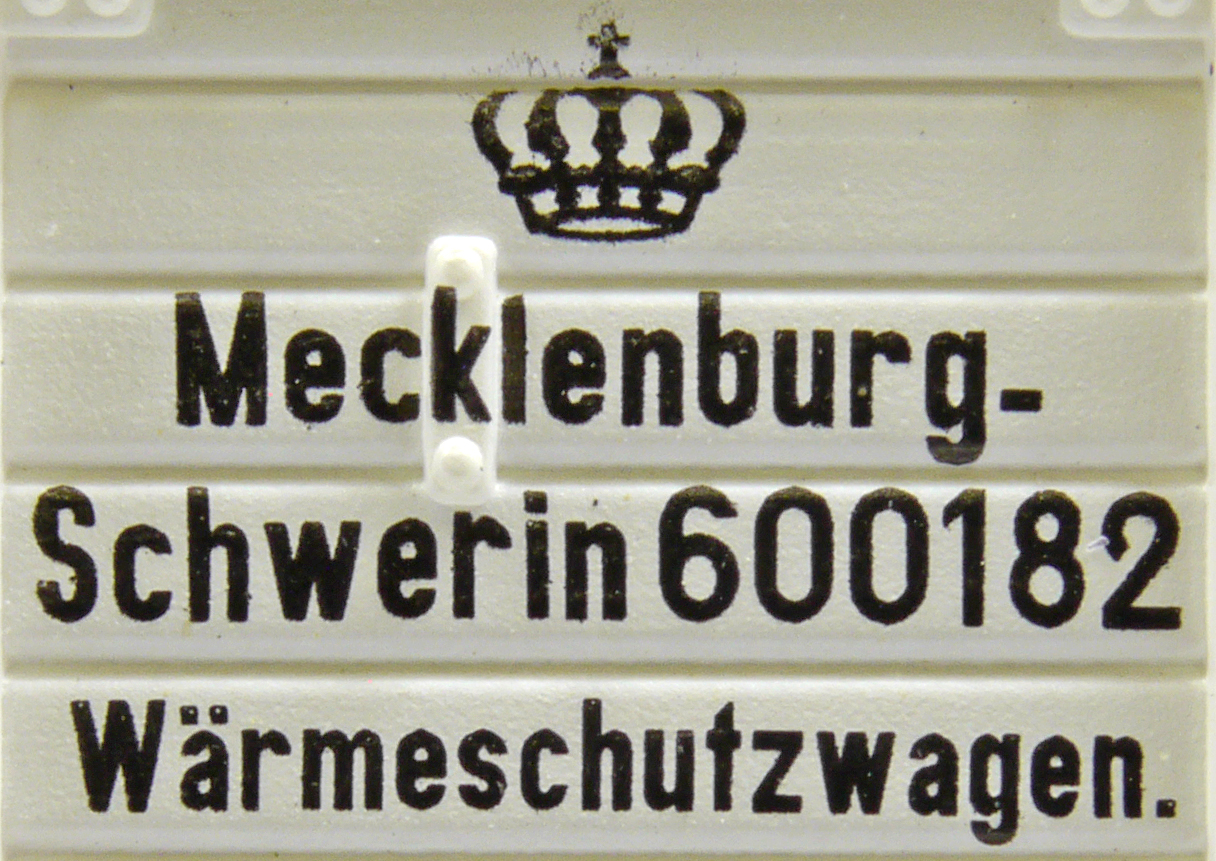 Mecklenburg-
Schwerin 600182
Wärmeschutzwagen.